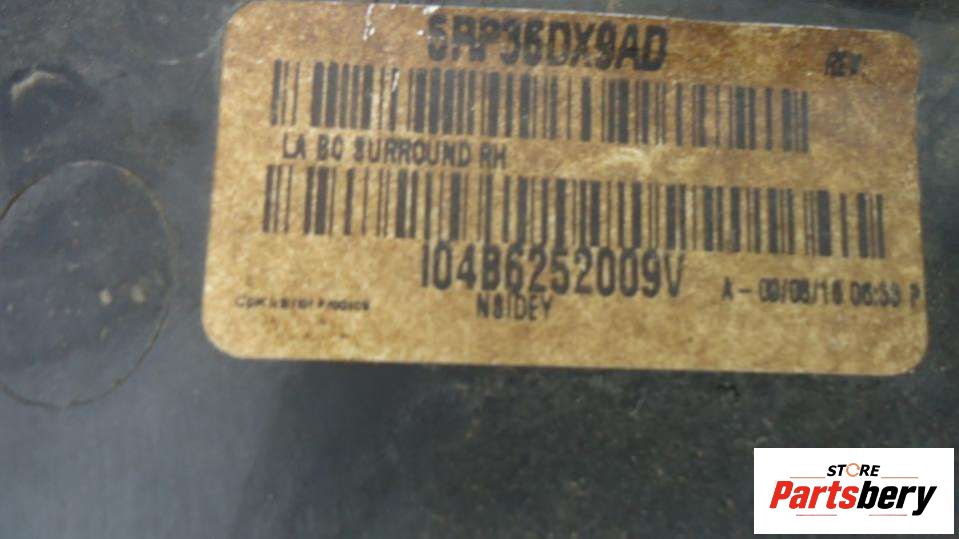 5RP36DX9AD
REV
LA BC SURROUND RH
I04B6252009V
A - 09/08/16 06:53 P
STORE
Partsbery